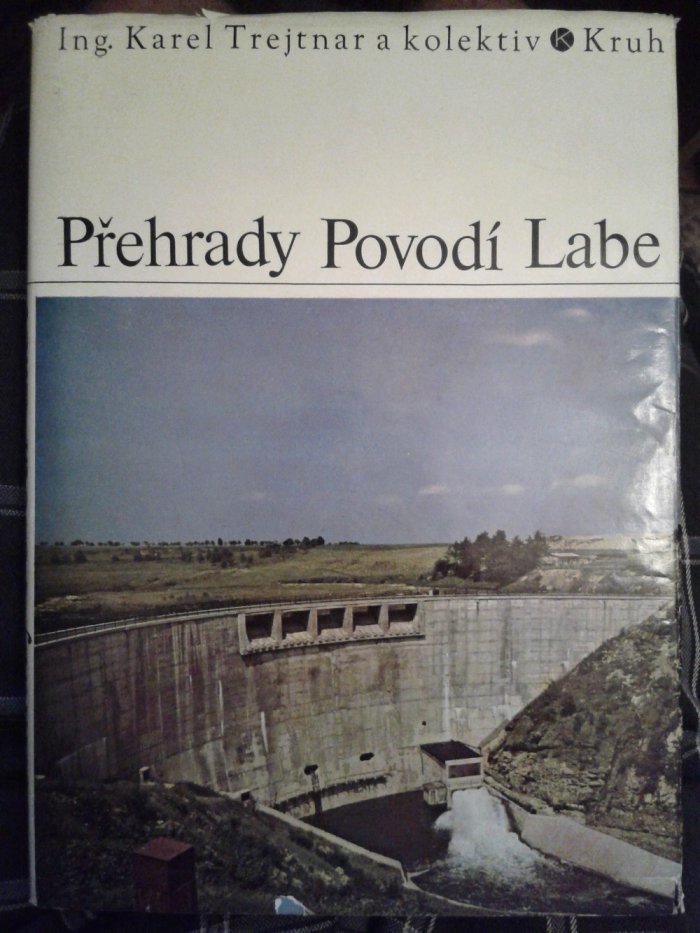 Ing. Karel Trejtnar a kolektiv K Kruh
Přehrady Povodí Labe